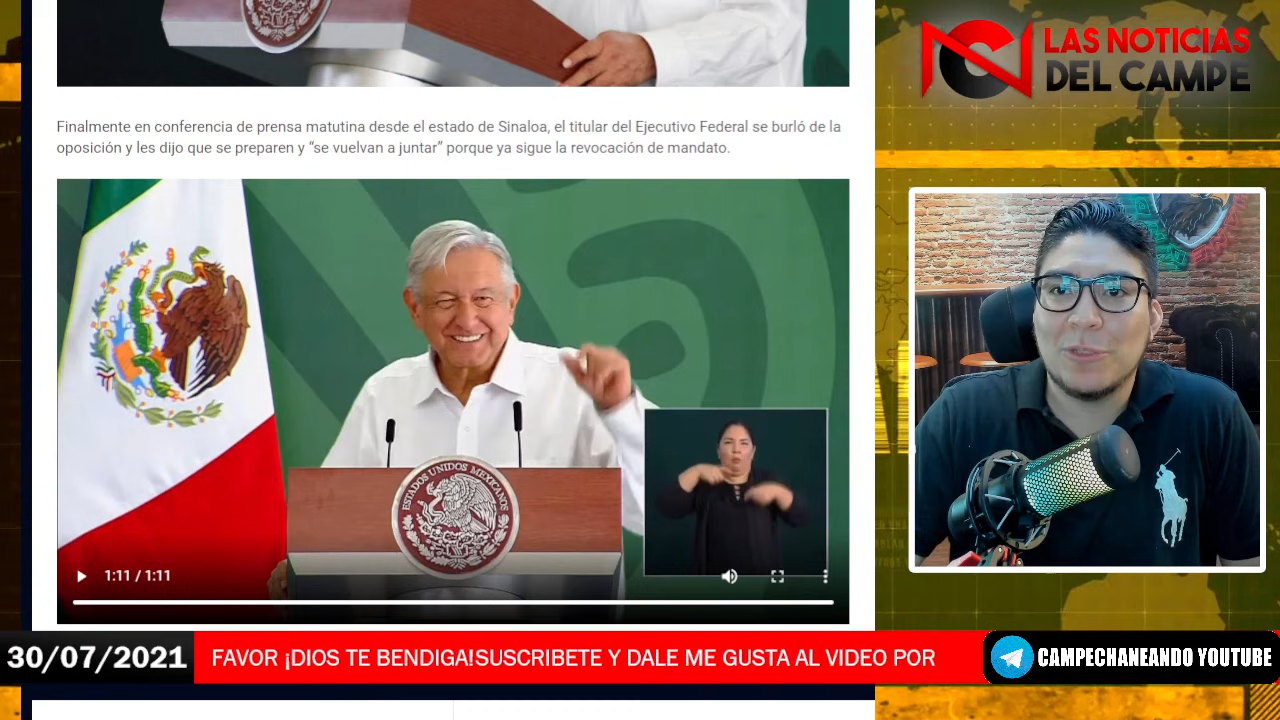 LAS NOTICIAS
DEL CAMPE
Finalmente en conferencia de prensa matutina desde el estado de Sinaloa, el titular del Ejecutivo Federal se burló de la
oposición y les dijo que se preparen y “se vuelvan a juntar” porque ya sigue la revocación de mandato.
ESTADOS UNIDOS MEXICANOS
1:11 / 1:11
30/07/2021
FAVOR ¡DIOS TE BENDIGA!SUSCRIBETE Y DALE ME GUSTA AL VIDEO POR
CAMPECHANEANDO YOUTUBE